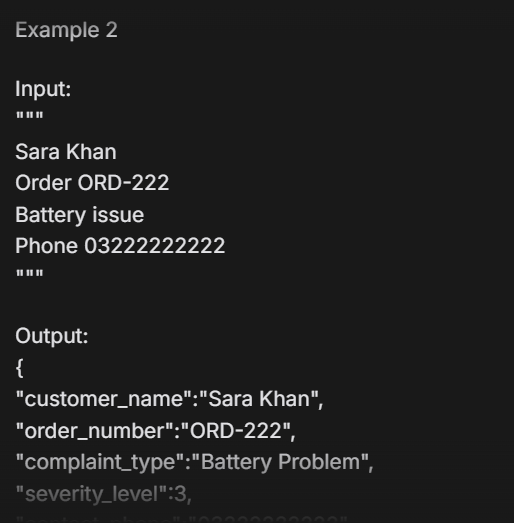 Example 2
Input:
"""
Sara Khan
Order ORD-222
Battery issue
Phone 03222222222
"""
Output:
{
"customer_name":"Sara Khan",
"order_number":"ORD-222",
"complaint_type":"Battery Problem",
"severity_level":3,